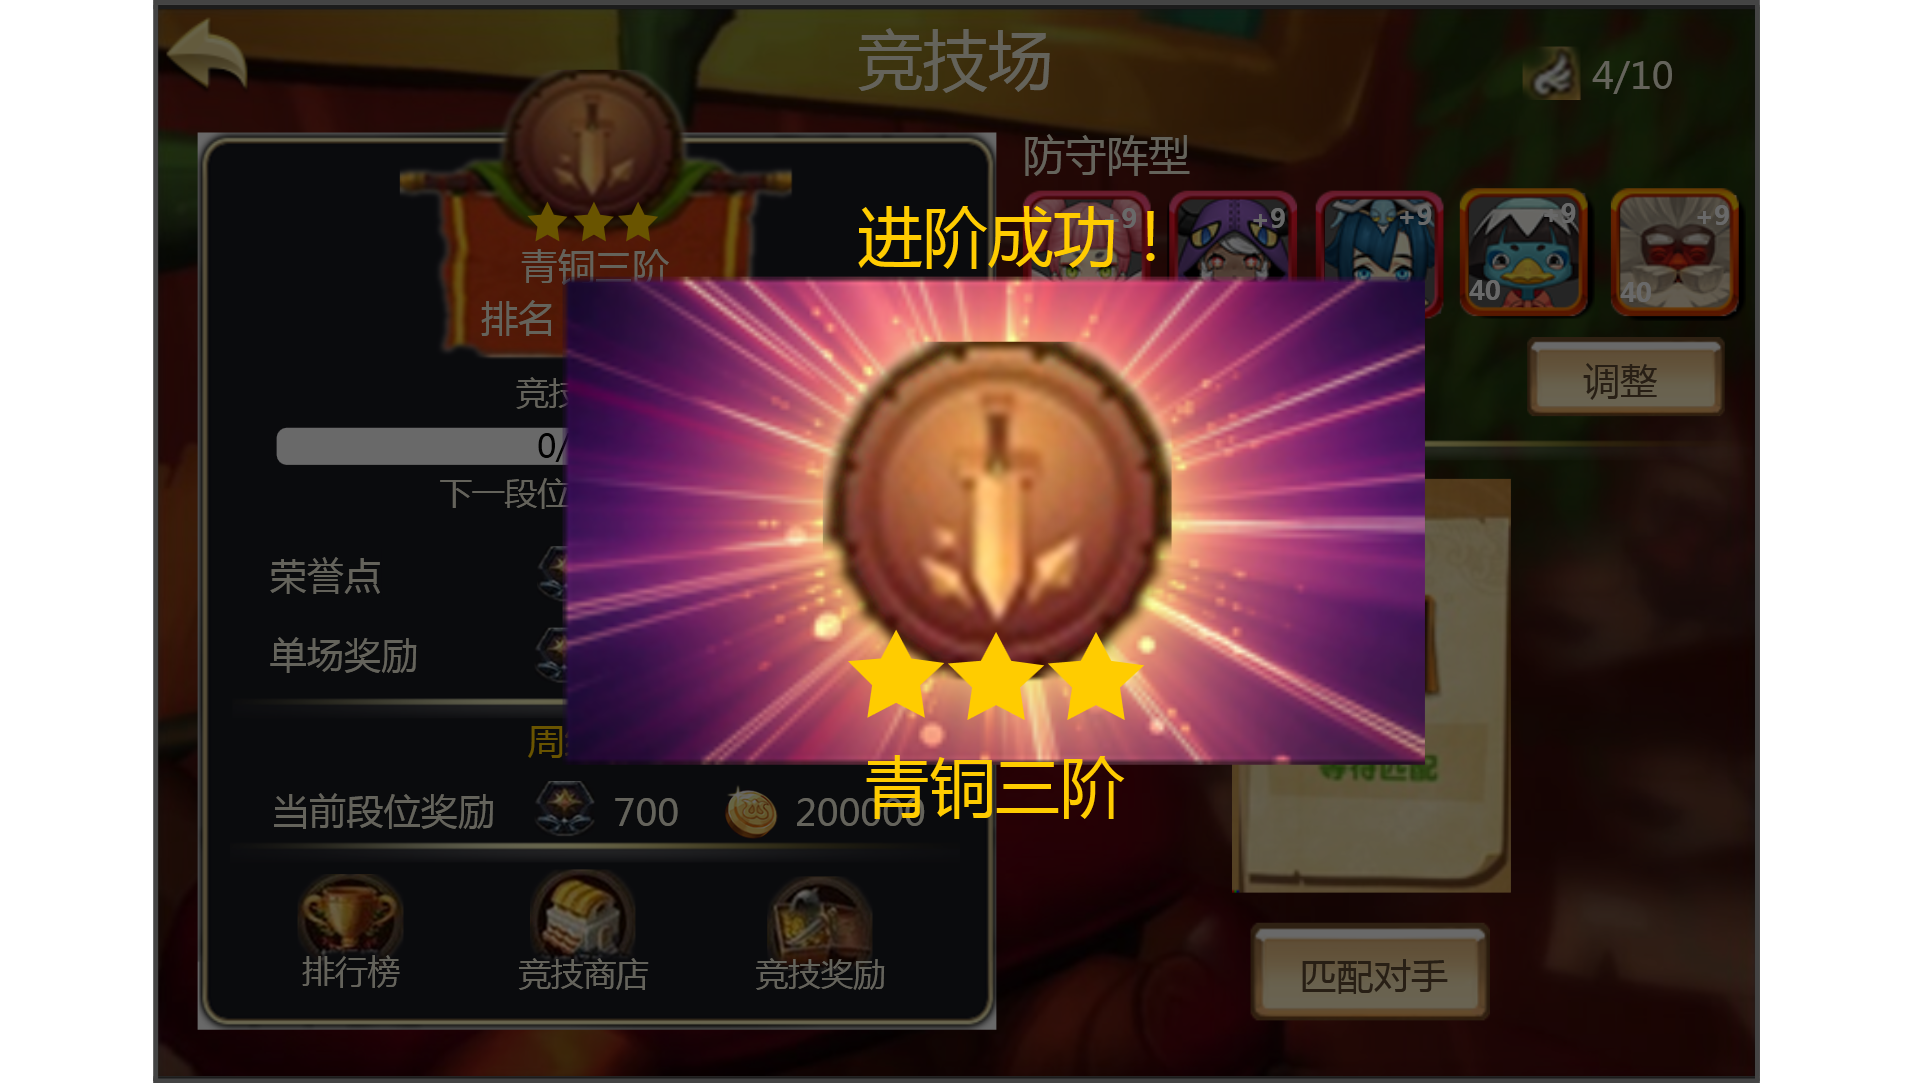 竞技场
4/10
防守阵型
+9
+9
+9
+9
+9
40
40
进阶成功！
青铜三阶
排名
调整
0/
下一段位
荣誉点
单场奖励
青铜三阶
当前段位奖励 700 200000
排行榜 竞技商店 竞技奖励
匹配对手